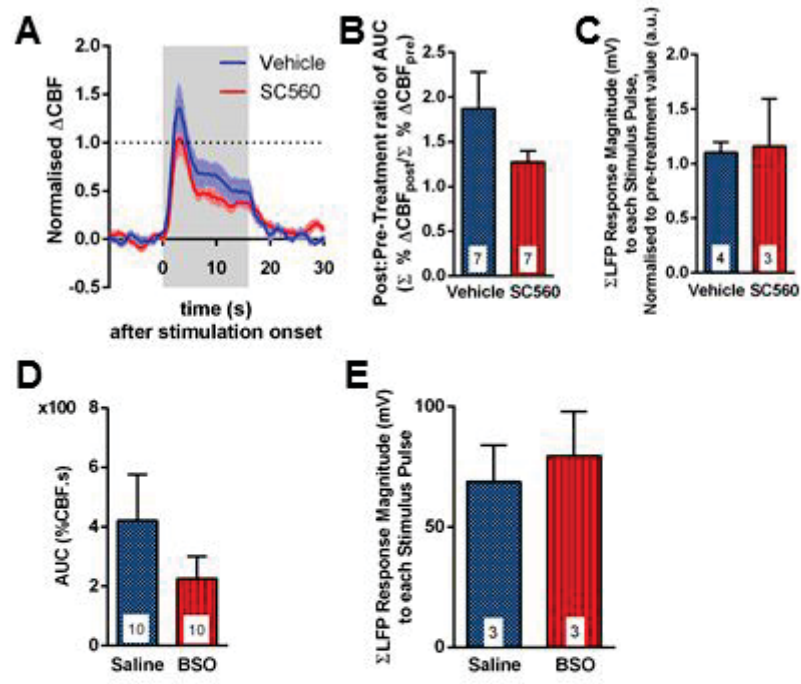 A
Normalised ΔCBF
2.0
1.5
1.0
0.5
0.0
-0.5
Vehicle
SC560
0
10
20
30
time (s)
after stimulation onset
B
Post:Pre-Treatment ratio of AUC
(Σ % ΔCBFpost/Σ % ΔCBFpre)
2.5
2.0
1.5
1.0
0.5
0.0
7
7
Vehicle SC560
C
ΣLFP Response Magnitude (mV)
to each Stimulus Pulse,
Normalised to pre-treatment value (a.u.)
2.0
1.5
1.0
0.5
0.0
4
3
Vehicle SC560
D
x100
AUC (%CBF.s)
8
6
4
2
0
10
10
Saline BSO
E
ΣLFP Response Magnitude (mV)
to each Stimulus Pulse
100
50
0
3
3
Saline BSO